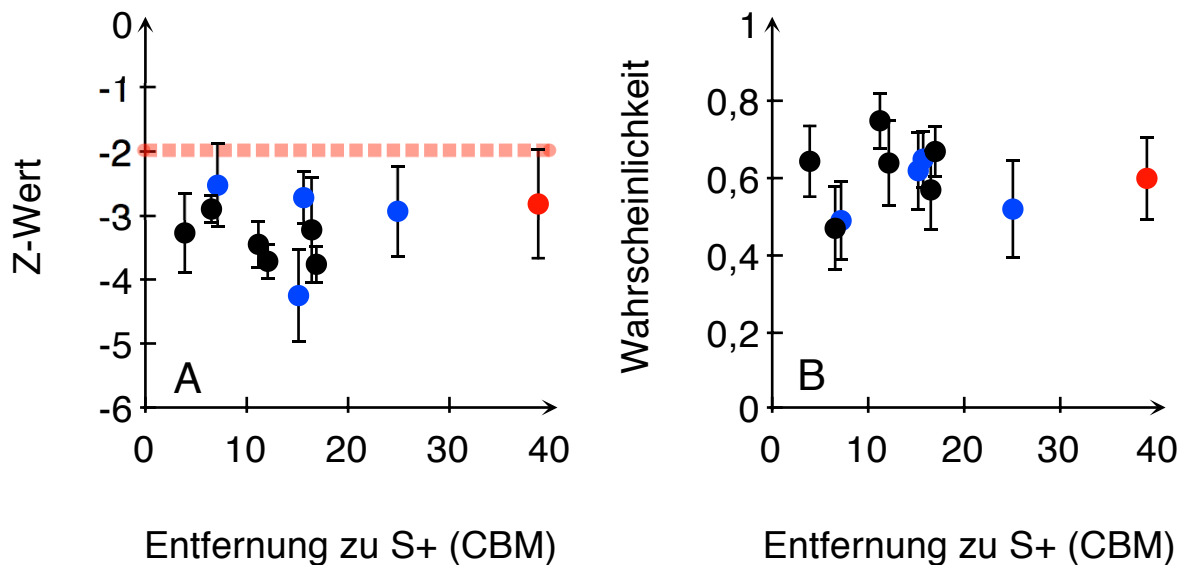 0
-1
-2
-3
-4
-5
-6
Z-Wert
A
0 10 20 30 40
Entfernung zu S+ (CBM)
1
0,8
0,6
0,4
0,2
0
Wahrscheinlichkeit
B
0 10 20 30 40
Entfernung zu S+ (CBM)